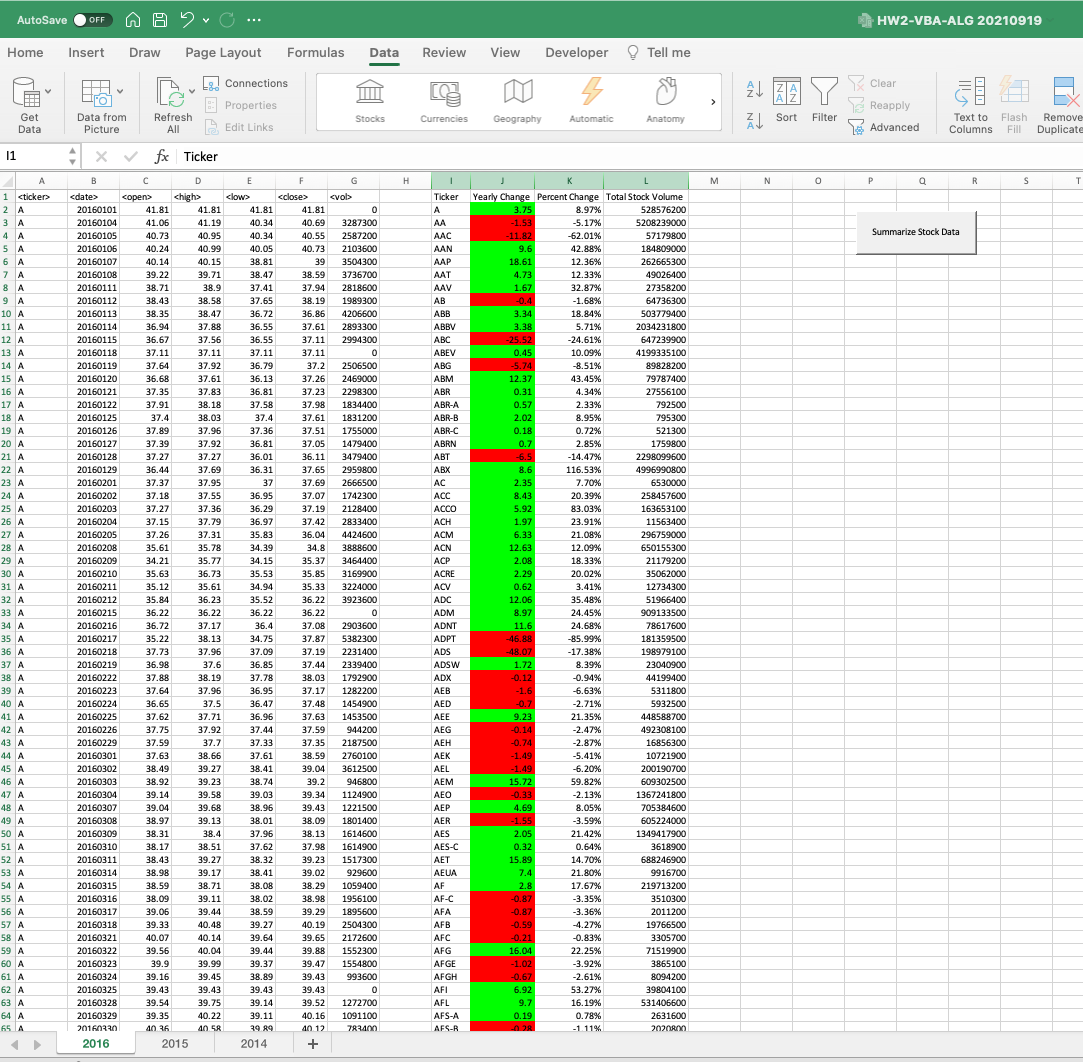 AutoSave OFF HW2-VBA-ALG 20210919
Home Insert Draw Page Layout Formulas Data Review View Developer Tell me
Get Data
Data from Picture
Refresh All
Connections
Properties
Edit Links
Stocks Currencies Geography Automatic Anatomy
Sort Filter
Clear
Reapply
Advanced
Text to Columns
Flash Fill
Remove Duplicate
I1 fx Ticker
A B C D E F G H I J K L M N O P Q R S T
1 <ticker> <date> <open> <high> <low> <close> <vol> Ticker Yearly Change Percent Change Total Stock Volume
2 A 20160101 41.81 41.81 41.81 41.81 0 A 3.75 8.97% 528576200
3 A 20160104 41.06 41.19 40.34 40.69 3287300 AA -1.53 -5.17% 5208239000
Summarize Stock Data
4 A 20160105 40.73 40.95 40.34 40.55 2587200 AAC -11.82 -62.01% 57179800
5 A 20160106 40.24 40.99 40.05 40.73 2103600 AAN 9.6 42.88% 184809000
6 A 20160107 40.14 40.15 38.81 39 3504300 AAP 18.61 12.36% 262665300
7 A 20160108 39.22 39.71 38.47 38.59 3736700 AAT 4.73 12.33% 49026400
8 A 20160111 38.71 38.9 37.41 37.94 2818600 AAV 1.67 32.87% 27358200
9 A 20160112 38.43 38.58 37.65 38.19 1989300 AB -0.4 -1.68% 64736300
10 A 20160113 38.35 38.47 36.72 36.86 4206600 ABB 3.34 18.84% 503779400
11 A 20160114 36.94 37.88 36.55 37.61 2893300 ABBV 3.38 5.71% 2034231800
12 A 20160115 36.67 37.56 36.55 37.11 2994300 ABC -25.52 -24.61% 647239900
13 A 20160118 37.11 37.11 37.11 37.11 0 ABEV 0.45 10.09% 4199335100
14 A 20160119 37.64 37.92 36.79 37.2 2506500 ABG -5.74 -8.51% 89828200
15 A 20160120 36.68 37.61 36.13 37.26 2469000 ABM 12.37 43.45% 79787400
16 A 20160121 37.35 37.83 36.81 37.23 2298300 ABR 0.31 4.34% 27556100
17 A 20160122 37.91 38.18 37.58 37.98 1834400 ABR-A 0.57 2.33% 792500
18 A 20160125 37.4 38.03 37.4 37.61 1831200 ABR-B 2.02 8.95% 795300
19 A 20160126 37.89 37.96 37.36 37.51 1755000 ABR-C 0.18 0.72% 521300
20 A 20160127 37.39 37.92 36.81 37.05 1479400 ABRN 0.7 2.85% 1759800
21 A 20160128 37.27 37.27 36.01 36.11 3479400 ABT -6.5 -14.47% 2298099600
22 A 20160129 36.44 37.69 36.31 37.65 2959800 ABX 8.6 116.53% 4996990800
23 A 20160201 37.37 37.95 37 37.69 2666500 AC 2.35 7.70% 6530000
24 A 20160202 37.18 37.55 36.95 37.07 1742300 ACC 8.43 20.39% 258457600
25 A 20160203 37.27 37.36 36.29 37.19 2128400 ACCO 5.92 83.03% 163653100
26 A 20160204 37.15 37.79 36.97 37.42 2833400 ACH 1.97 23.91% 11563400
27 A 20160205 37.26 37.31 35.83 36.04 4424600 ACM 6.33 21.08% 296759000
28 A 20160208 35.61 35.78 34.39 34.8 3888600 ACN 12.63 12.09% 650155300
29 A 20160209 34.21 35.77 34.15 35.37 3464400 ACP 2.08 18.33% 21179200
30 A 20160210 35.63 36.73 35.53 35.85 3169900 ACRE 2.29 20.02% 35062000
31 A 20160211 35.12 35.61 34.94 35.33 3224000 ACV 0.62 3.41% 12734300
32 A 20160212 35.84 36.23 35.52 36.22 3923600 ADC 12.06 35.48% 51966400
33 A 20160215 36.22 36.22 36.22 36.22 0 ADM 8.97 24.45% 909133500
34 A 20160216 36.72 37.17 36.4 37.08 2903600 ADNT 11.6 24.68% 78617600
35 A 20160217 35.22 38.13 34.75 37.87 5382300 ADPT -46.88 -85.99% 181359500
36 A 20160218 37.73 37.96 37.09 37.19 2231400 ADS -48.07 -17.38% 198979100
37 A 20160219 36.98 37.6 36.85 37.44 2339400 ADSW 1.72 8.39% 23040900
38 A 20160222 37.88 38.19 37.78 38.03 1792900 ADX -0.12 -0.94% 44199400
39 A 20160223 37.64 37.96 36.95 37.17 1282200 AEB -1.6 -6.63% 5311800
40 A 20160224 36.65 37.5 36.47 37.48 1454900 AED -0.7 -2.71% 5932500
41 A 20160225 37.62 37.71 36.96 37.63 1453500 AEE 9.23 21.35% 448588700
42 A 20160226 37.75 37.92 37.44 37.59 944200 AEG -0.14 -2.47% 492308100
43 A 20160229 37.59 37.7 37.33 37.35 2187500 AEH -0.74 -2.87% 16856300
44 A 20160301 37.63 38.66 37.61 38.59 2760100 AEK -1.49 -5.41% 10721900
45 A 20160302 38.49 39.27 38.41 39.04 3612500 AEL -1.49 -6.20% 200190700
46 A 20160303 38.92 39.23 38.74 39.2 946800 AEM 15.72 59.82% 609302500
47 A 20160304 39.14 39.58 39.03 39.34 1124900 AEO -0.33 -2.13% 1367241800
48 A 20160307 39.04 39.68 38.96 39.43 1221500 AEP 4.69 8.05% 705384600
49 A 20160308 38.97 39.13 38.01 38.09 1801400 AER -1.55 -3.59% 605224000
50 A 20160309 38.31 38.4 37.96 38.13 1614600 AES 2.05 21.42% 1349417900
51 A 20160310 38.17 38.51 37.62 37.98 1614900 AES-C 0.32 0.64% 3618900
52 A 20160311 38.43 39.27 38.32 39.23 1517300 AET 15.89 14.70% 688246900
53 A 20160314 38.98 39.17 38.41 39.02 929600 AEUA 7.4 21.80% 9916700
54 A 20160315 38.59 38.71 38.08 38.29 1059400 AF 2.8 17.67% 219713200
55 A 20160316 38.09 39.11 38.02 38.98 1956100 AF-C -0.87 -3.35% 3510300
56 A 20160317 39.06 39.44 38.59 39.29 1895600 AFA -0.87 -3.36% 2011200
57 A 20160318 39.33 40.48 39.27 40.19 2504300 AFB -0.59 -4.27% 19766500
58 A 20160321 40.07 40.14 39.64 39.65 2172600 AFC -0.21 -0.83% 3305700
59 A 20160322 39.56 40.04 39.44 39.88 1552300 AFG 16.04 22.25% 71519900
60 A 20160323 39.9 39.99 39.37 39.47 1554800 AFGE -1.02 -3.92% 3865100
61 A 20160324 39.16 39.45 38.89 39.43 993600 AFGH -0.67 -2.61% 8094200
62 A 20160325 39.43 39.43 39.43 39.43 0 AFI 6.92 53.27% 39804100
63 A 20160328 39.54 39.75 39.14 39.52 1272700 AFL 9.7 16.19% 531406600
64 A 20160329 39.35 40.22 39.11 40.16 1091100 AFS-A 0.19 0.78% 2631600
65 A 20160330 40.36 40.58 39.89 40.12 783400 AFS-B -0.28 -1.11% 2020800
2016 2015 2014 +